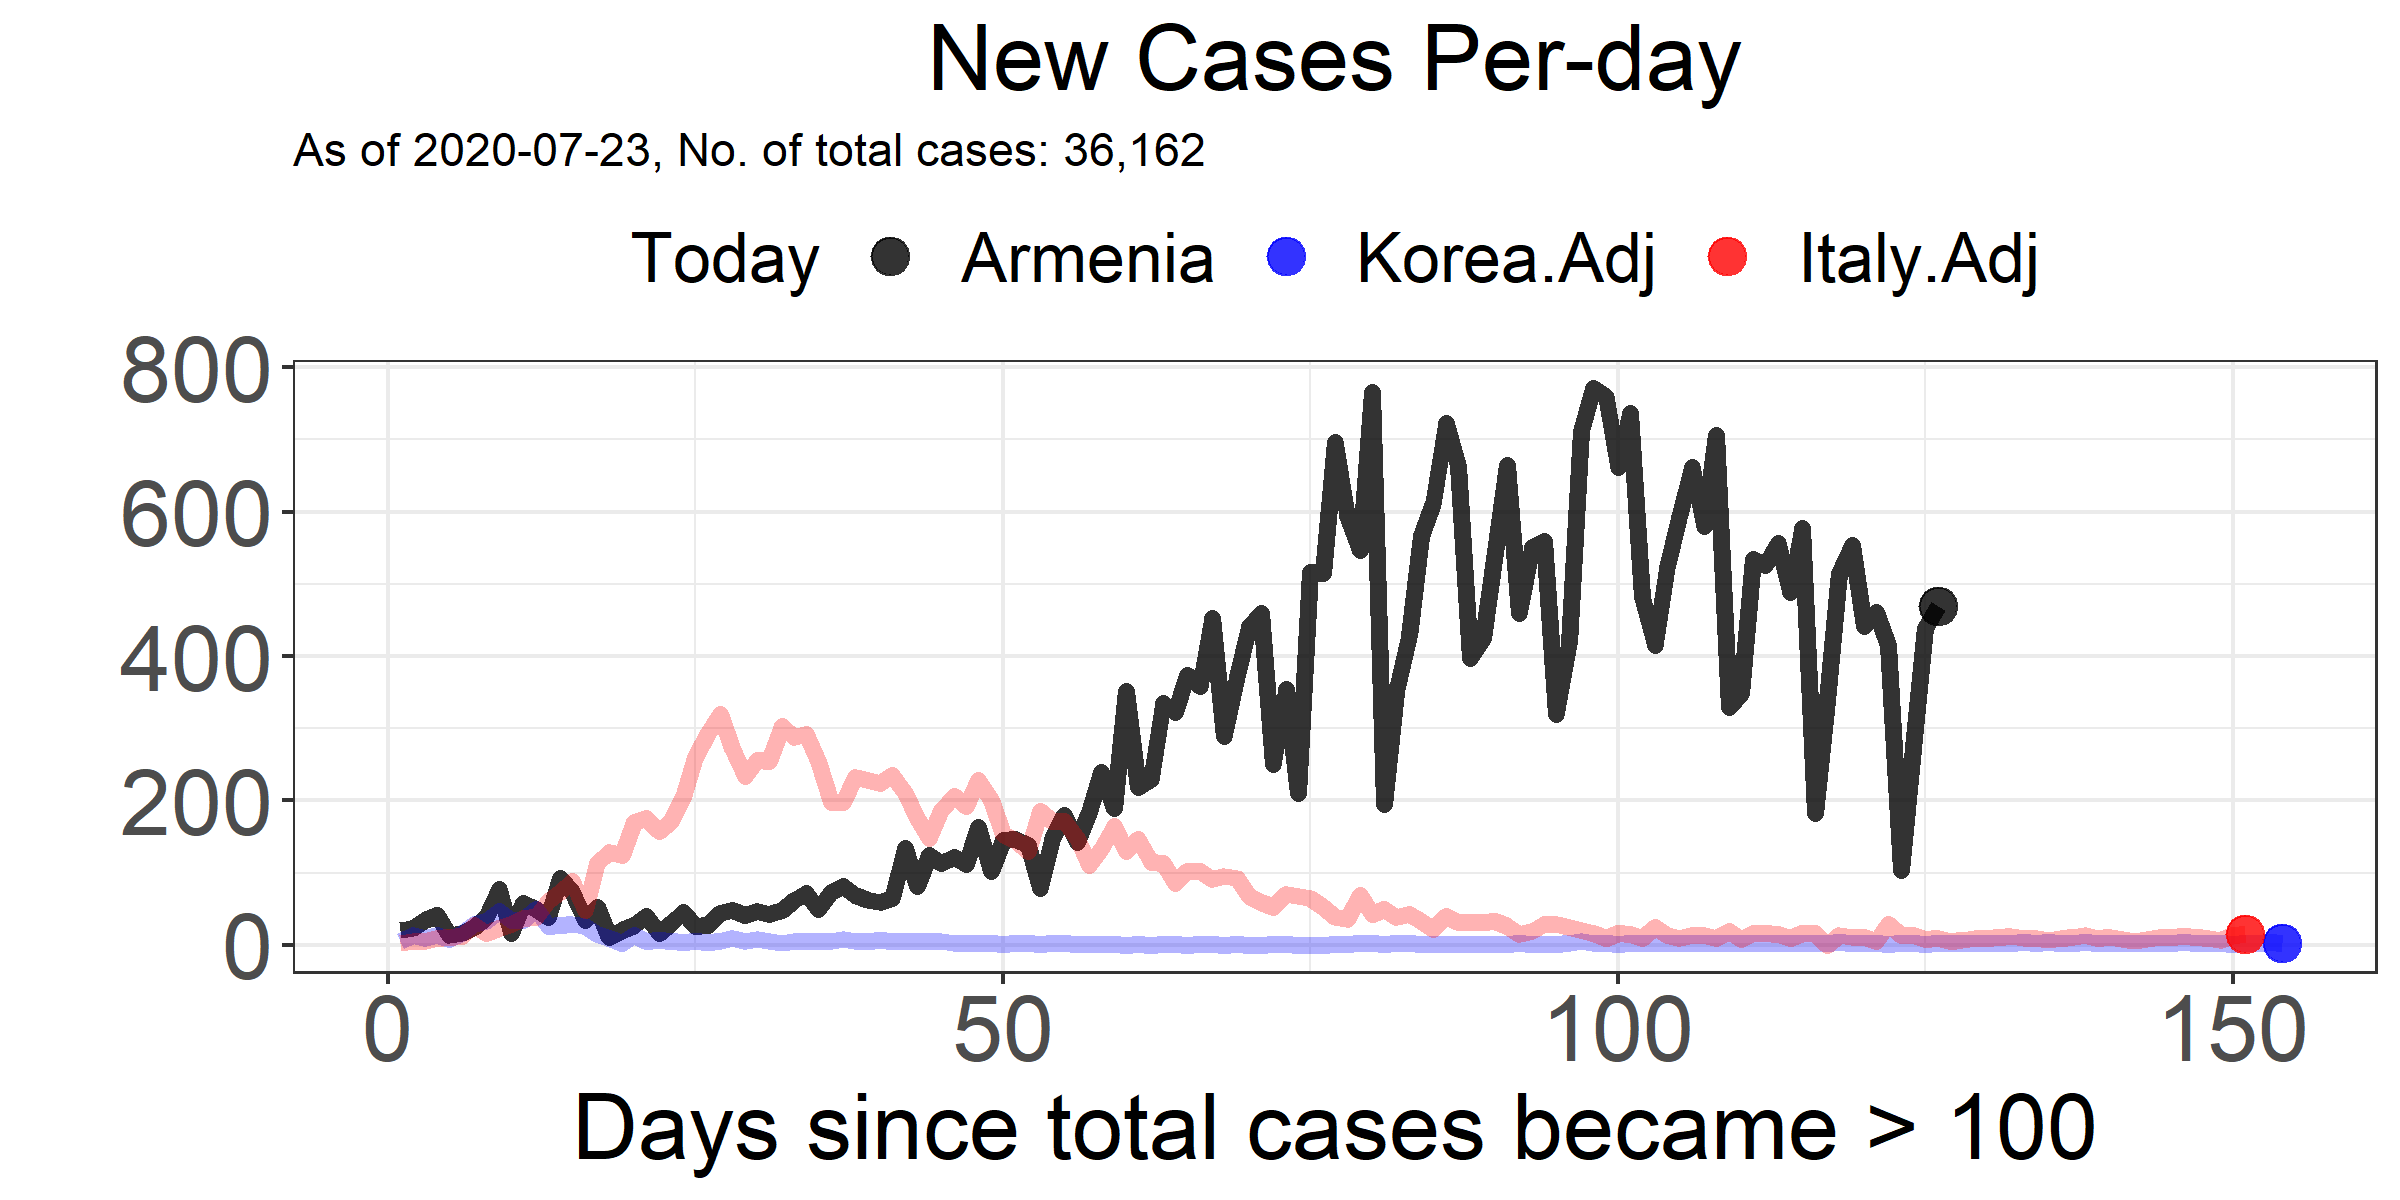 New Cases Per-day
As of 2020-07-23, No. of total cases: 36,162
Today Armenia Korea.Adj Italy.Adj
800
600
400
200
0
0 50 100 150
Days since total cases became > 100